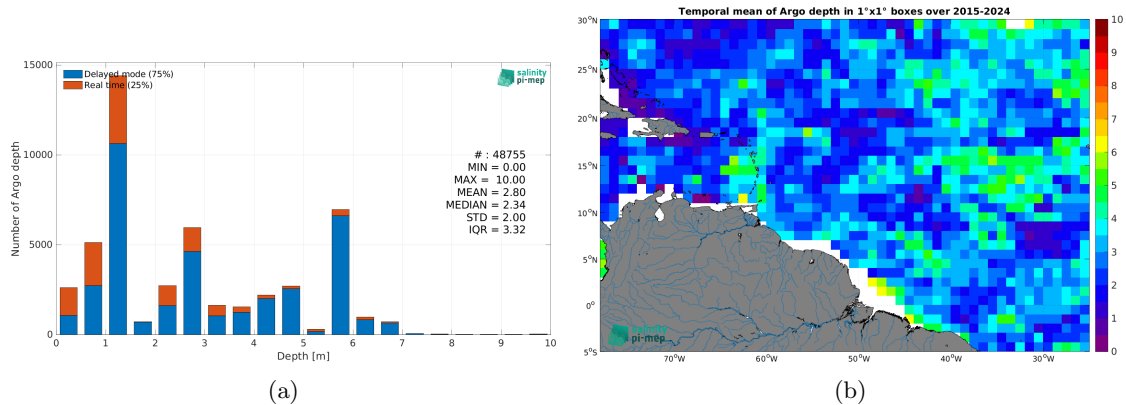 Temporal mean of Argo depth in 1°x1° boxes over 2015-2024
15000
10000
5000
0
Number of Argo depth
Delayed mode (75%)
Real time (25%)
salinity
pi-mep
# : 48755
MIN = 0.00
MAX = 10.00
MEAN = 2.80
MEDIAN = 2.34
STD = 2.00
IQR = 3.32
0 1 2 3 4 5 6 7 8 9 10
Depth [m]
(a)
30°N
25°N
20°N
15°N
10°N
5°N
0°
5°S
salinity
pi-mep
70°W 60°W 50°W 40°W 30°W
10
9
8
7
6
5
4
3
2
1
0
(b)